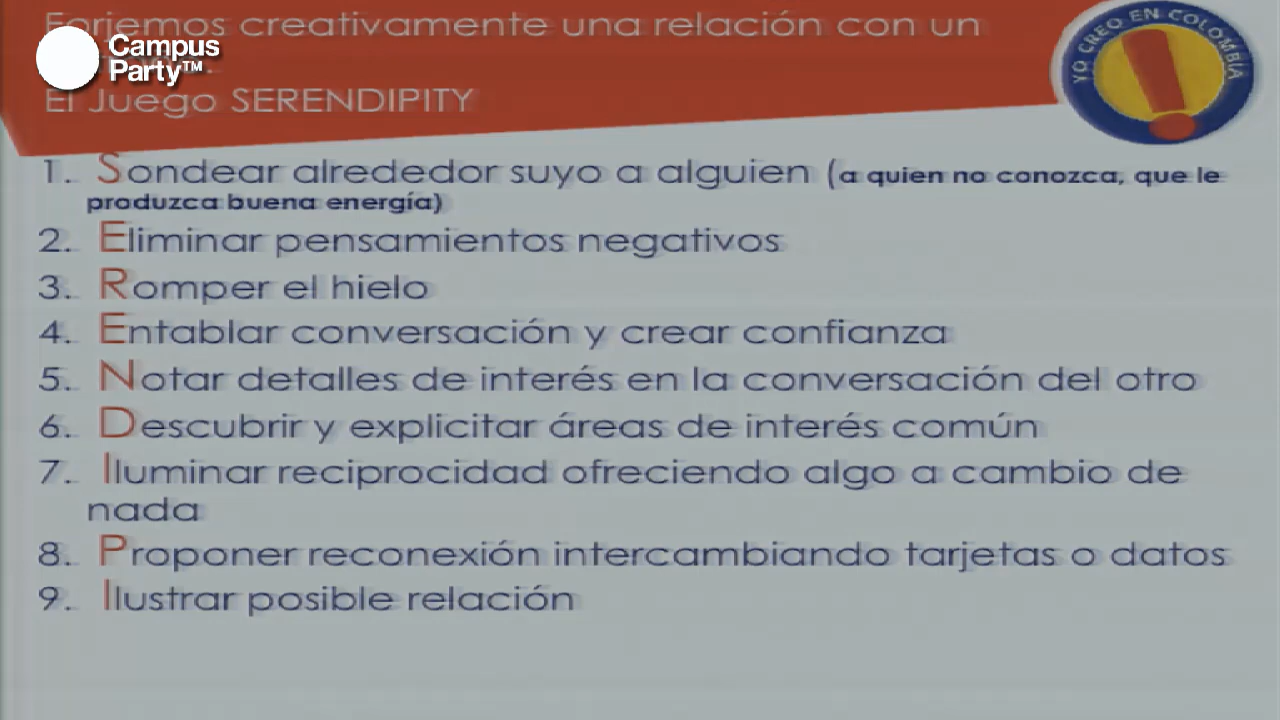 Forjemos creativamente una relación con un
El Juego SERENDIPITY
Campus
Party™
YO CREO EN COLOMBIA
1. Sondear alrededor suyo a alguien (a quien no conozca, que le
produzca buena energía)
2. Eliminar pensamientos negativos
3. Romper el hielo
4. Entablar conversación y crear confianza
5. Notar detalles de interés en la conversación del otro
6. Descubrir y explicitar áreas de interés común
7. Iluminar reciprocidad ofreciendo algo a cambio de
nada
8. Proponer reconexión intercambiando tarjetas o datos
9. Ilustrar posible relación